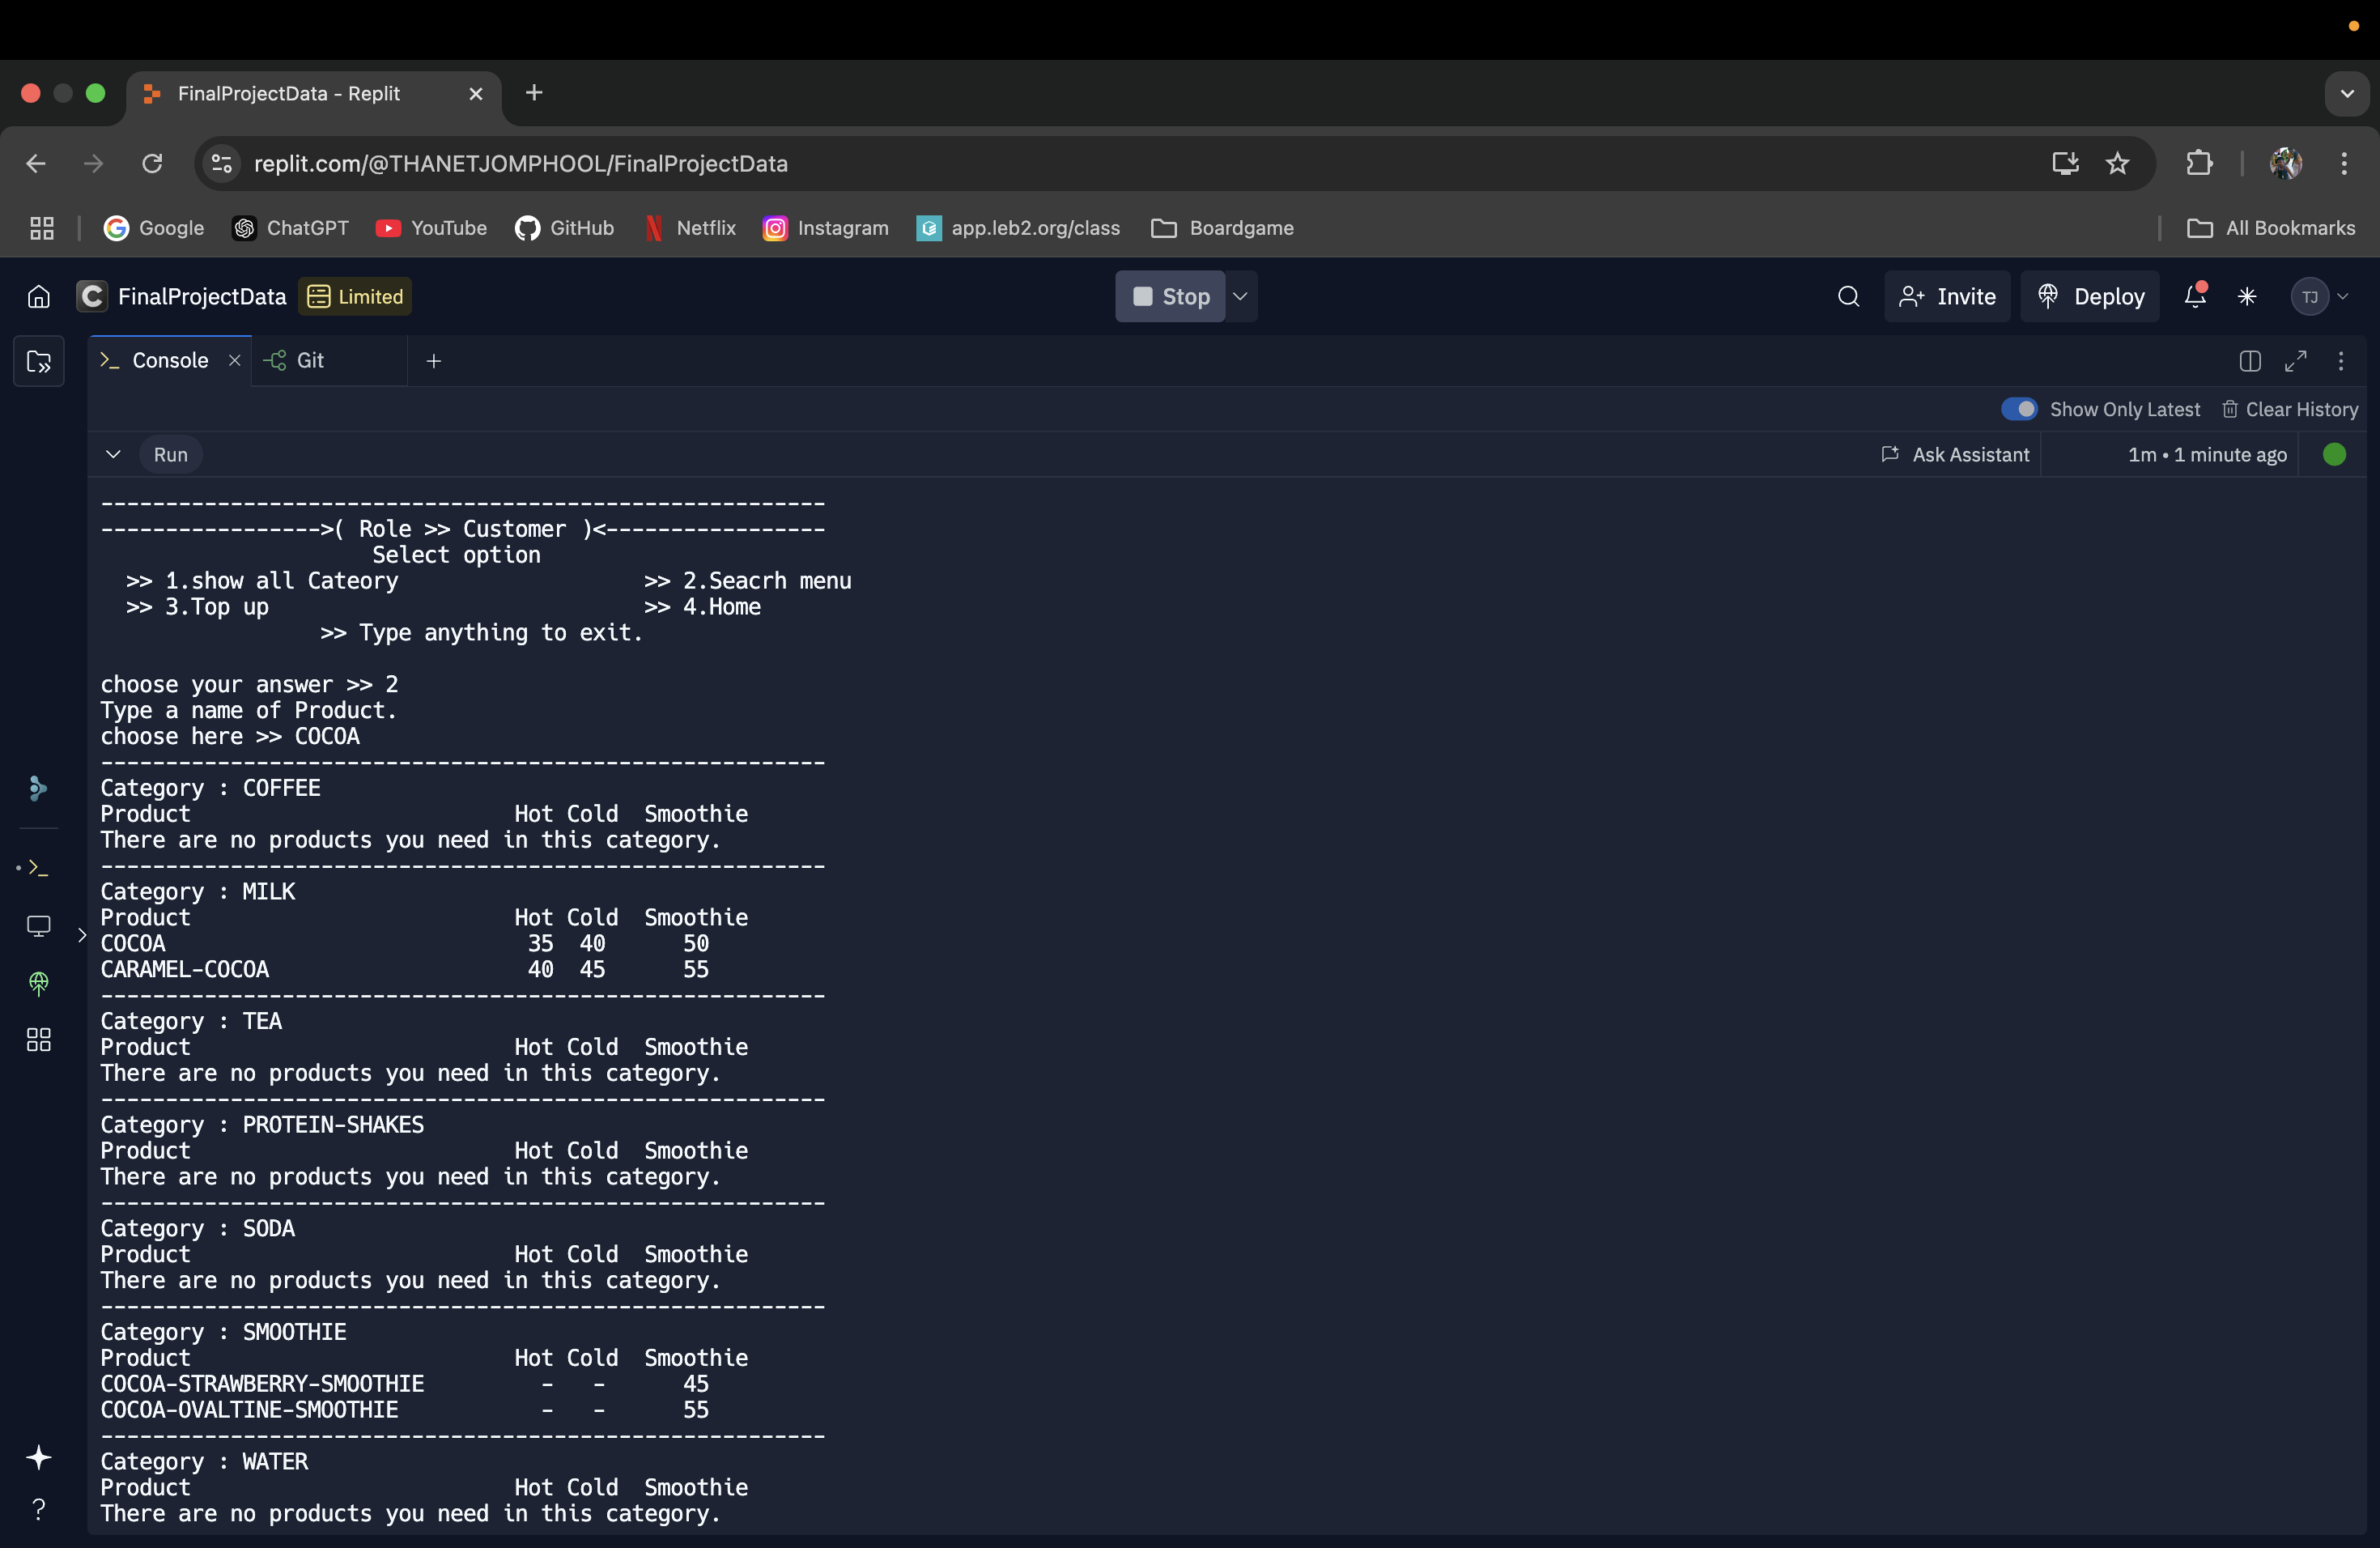 FinalProjectData - Replit
replit.com/@THANETJOMPHOOL/FinalProjectData
Google ChatGPT YouTube GitHub Netflix Instagram app.leb2.org/class Boardgame All Bookmarks
FinalProjectData Limited Stop Invite Deploy TJ
Console Git
Show Only Latest Clear History
Run Ask Assistant 1m • 1 minute ago
--------------------------------------------------------
----------------->( Role >> Customer )<-----------------
Select option
>> 1.show all Cateory >> 2.Seacrh menu
>> 3.Top up >> 4.Home
>> Type anything to exit.
choose your answer >> 2
Type a name of Product.
choose here >> COCOA
--------------------------------------------------------
Category : COFFEE
Product Hot Cold Smoothie
There are no products you need in this category.
--------------------------------------------------------
Category : MILK
Product Hot Cold Smoothie
COCOA 35 40 50
CARAMEL-COCOA 40 45 55
--------------------------------------------------------
Category : TEA
Product Hot Cold Smoothie
There are no products you need in this category.
--------------------------------------------------------
Category : PROTEIN-SHAKES
Product Hot Cold Smoothie
There are no products you need in this category.
--------------------------------------------------------
Category : SODA
Product Hot Cold Smoothie
There are no products you need in this category.
--------------------------------------------------------
Category : SMOOTHIE
Product Hot Cold Smoothie
COCOA-STRAWBERRY-SMOOTHIE - - 45
COCOA-OVALTINE-SMOOTHIE - - 55
--------------------------------------------------------
Category : WATER
Product Hot Cold Smoothie
There are no products you need in this category.